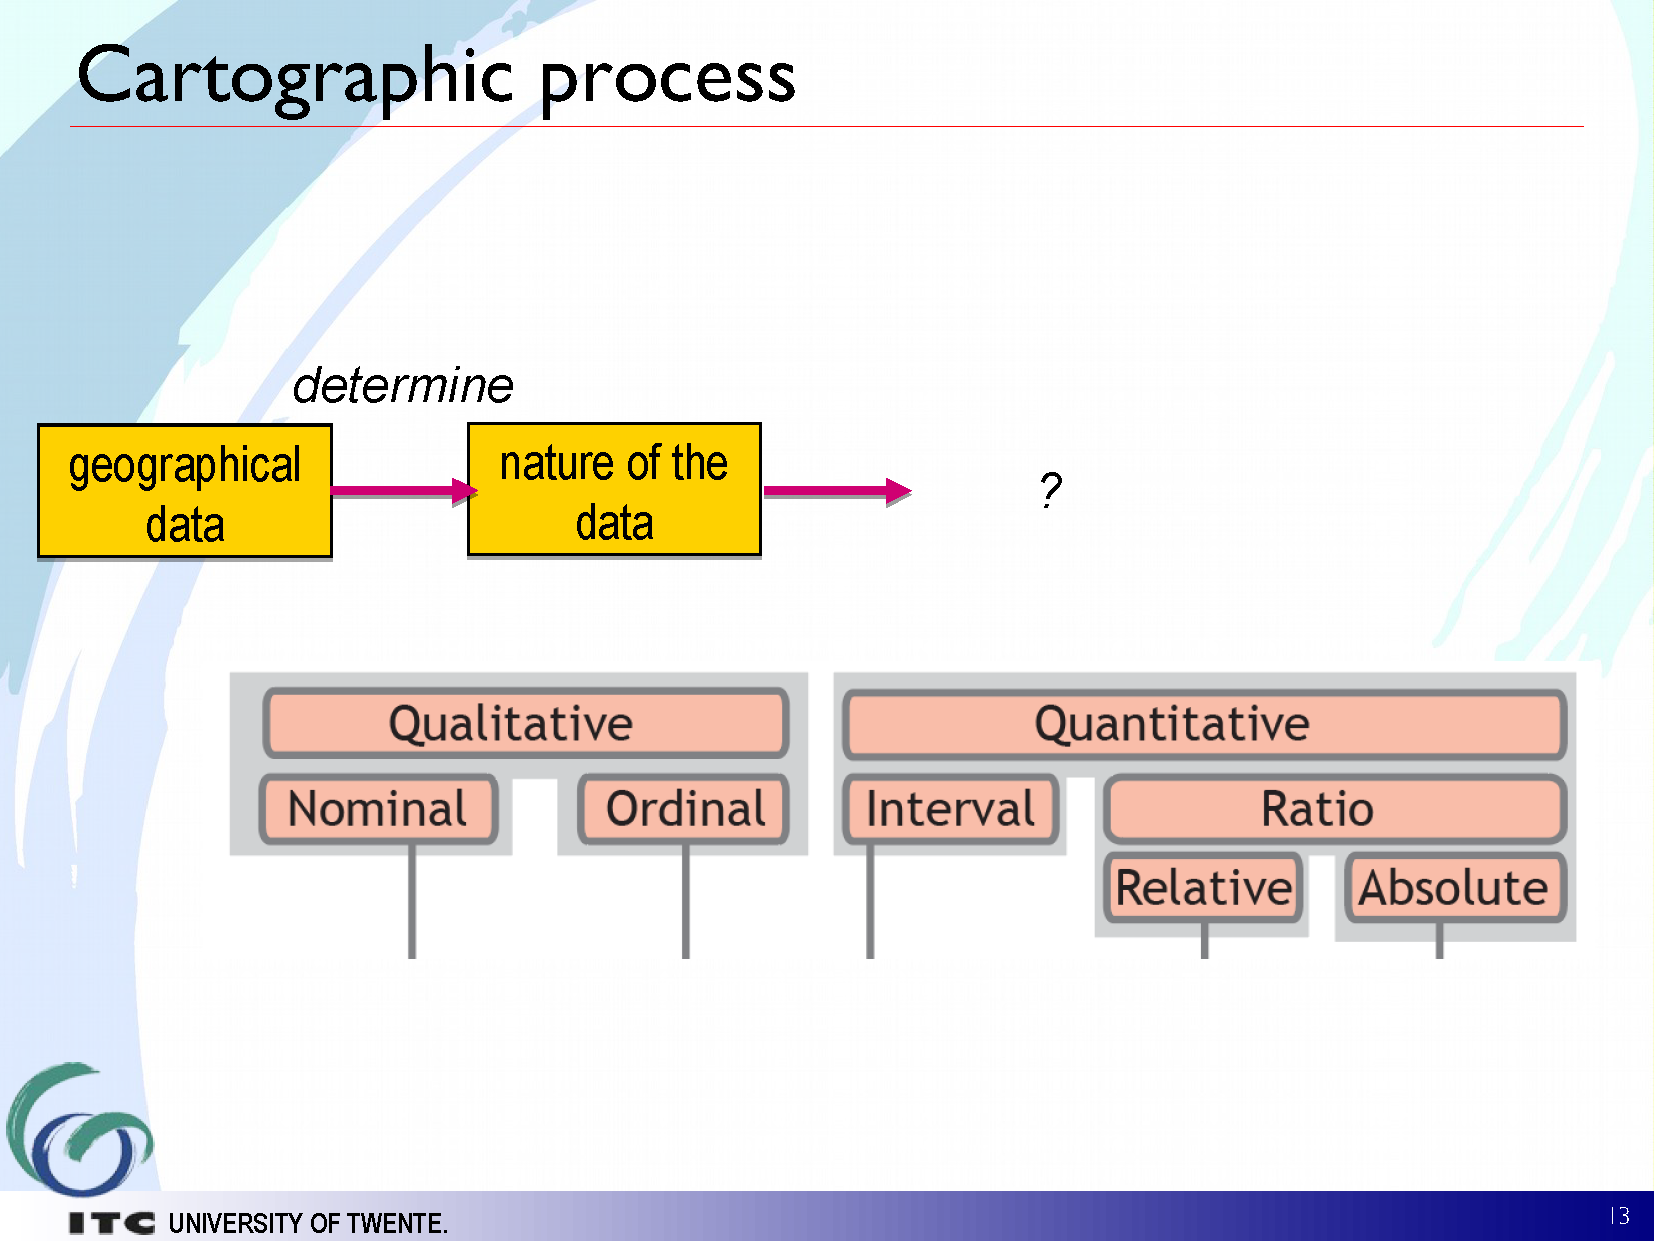 Cartographic process
determine
geographical
data
nature of the
data
?
Qualitative
Quantitative
Nominal
Ordinal
Interval
Ratio
Relative
Absolute
ITC
UNIVERSITY OF TWENTE.
13